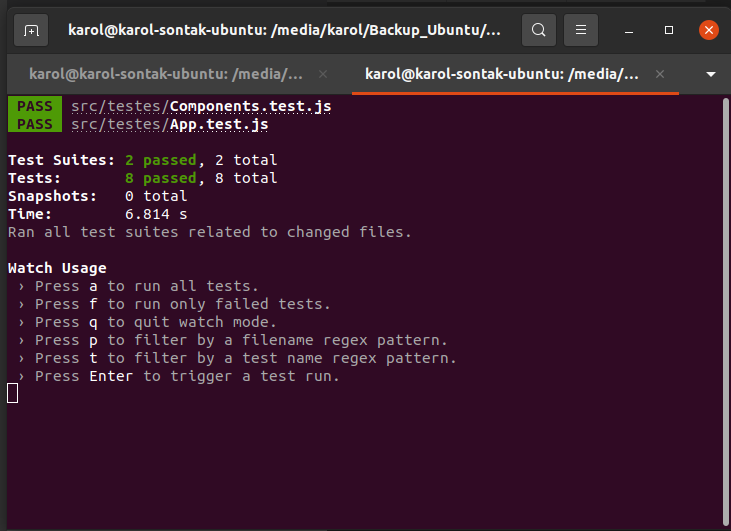 karol@karol-sontak-ubuntu: /media/karol/Backup_Ubuntu/...
karol@karol-sontak-ubuntu: /media/...
karol@karol-sontak-ubuntu: /media/...
PASS src/testes/Components.test.js
PASS src/testes/App.test.js
Test Suites: 2 passed, 2 total
Tests: 8 passed, 8 total
Snapshots: 0 total
Time: 6.814 s
Ran all test suites related to changed files.
Watch Usage
› Press a to run all tests.
› Press f to run only failed tests.
› Press q to quit watch mode.
› Press p to filter by a filename regex pattern.
› Press t to filter by a test name regex pattern.
› Press Enter to trigger a test run.